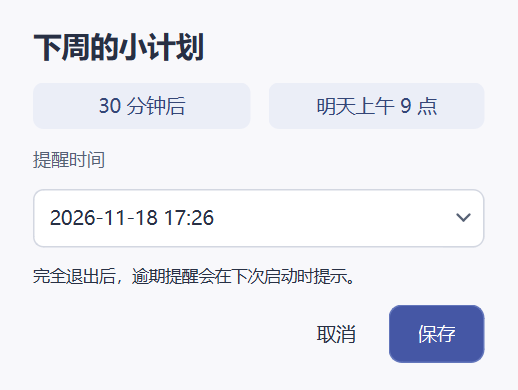 下周的小计划
30 分钟后
明天上午 9 点
提醒时间
2026-11-18 17:26
完全退出后，逾期提醒会在下次启动时提示。
取消
保存